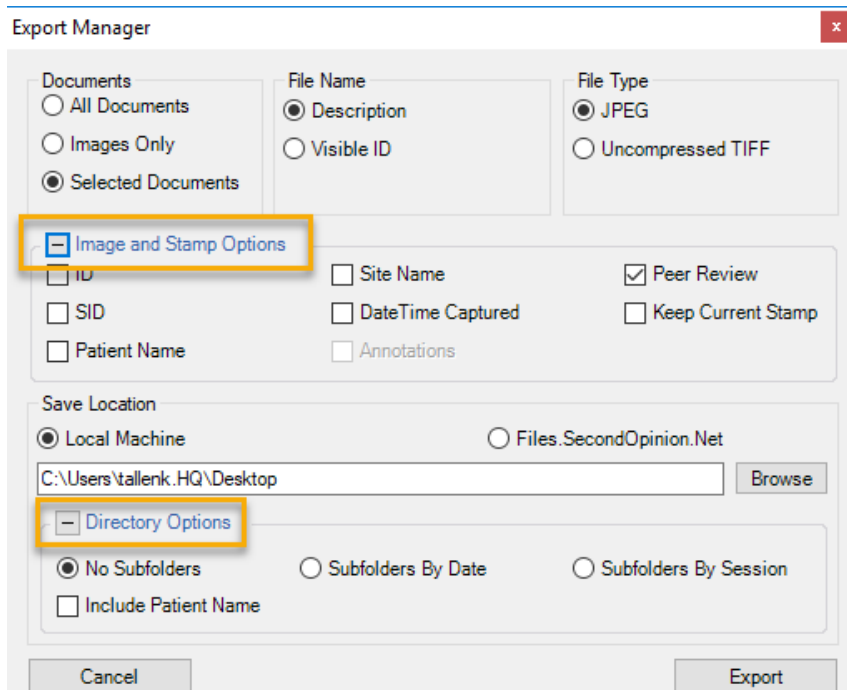 Export Manager
x
Documents
All Documents
Images Only
Selected Documents
File Name
Description
Visible ID
File Type
JPEG
Uncompressed TIFF
Image and Stamp Options
ID
Site Name
Peer Review
SID
DateTime Captured
Keep Current Stamp
Patient Name
Annotations
Save Location
Local Machine
Files.SecondOpinion.Net
C:\Users\tallenk.HQ\Desktop
Browse
Directory Options
No Subfolders
Subfolders By Date
Subfolders By Session
Include Patient Name
Cancel
Export